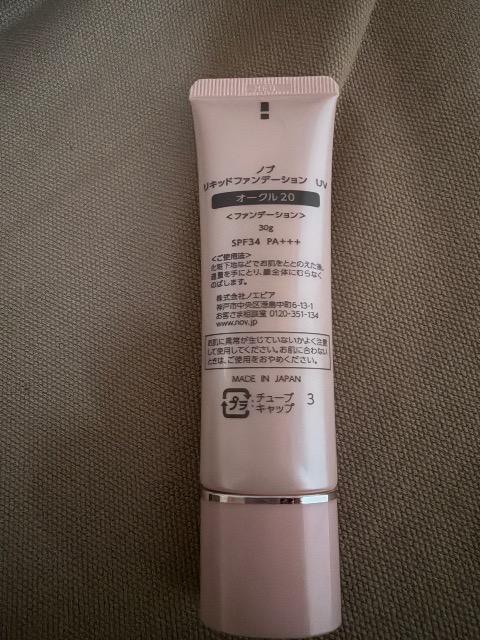 ノブ
リキッドファンデーション UV
オークル20
<ファンデーション>
30g
SPF34 PA+++
<ご使用法>
化粧下地などでお肌をととのえた後、
適量を手にとり、顔全体にむらなく
のばします。
株式会社ノエビア
神戸市中央区港島中町6-13-1
お客さま相談室 0120-351-134
www.nov.jp
お肌に異常が生じていないかよく注意
して使用してください。お肌に合わない
ときは、ご使用をおやめください。
MADE IN JAPAN
プラ :チューブ 3
:キャップ